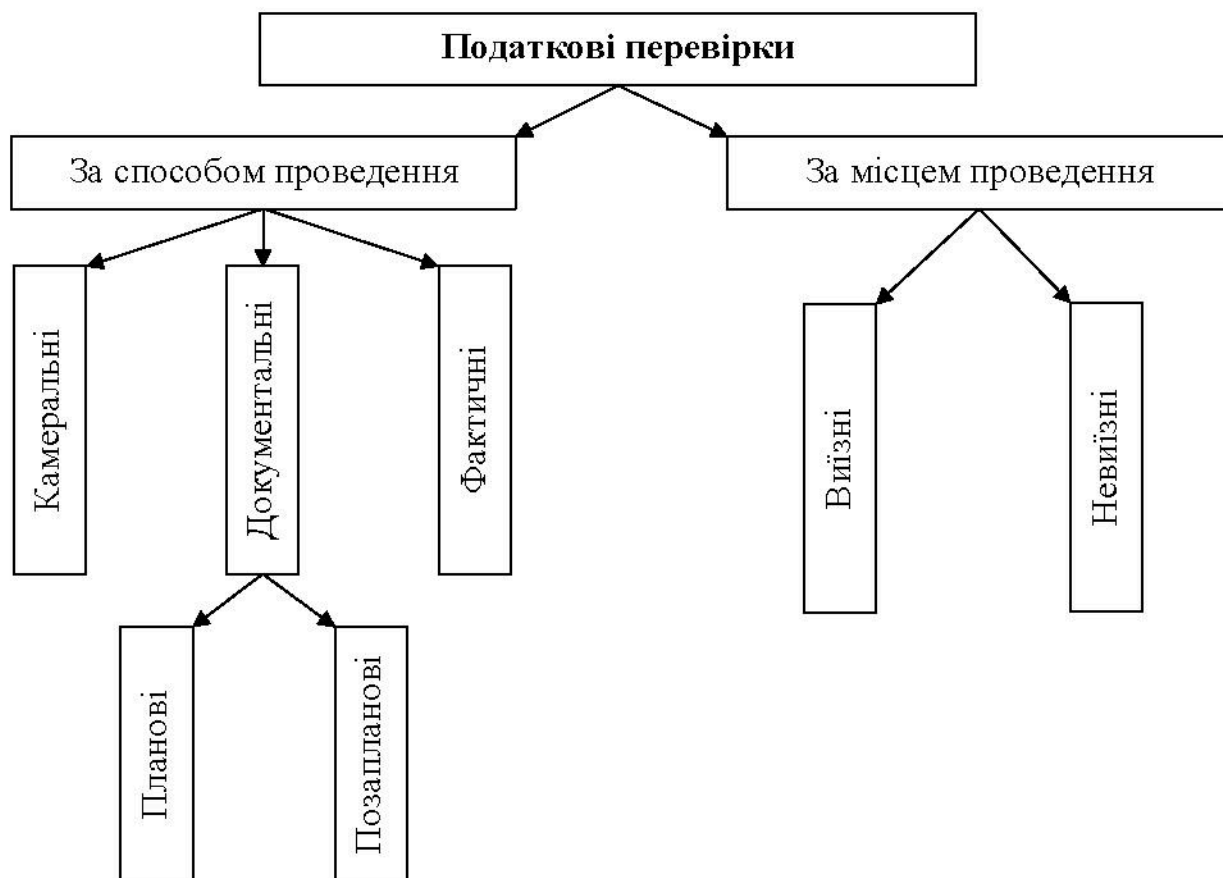 Податкові перевірки
За способом проведення
За місцем проведення
Камеральні
Документальні
Фактичні
Виїзні
Невиїзні
Планові
Позапланові